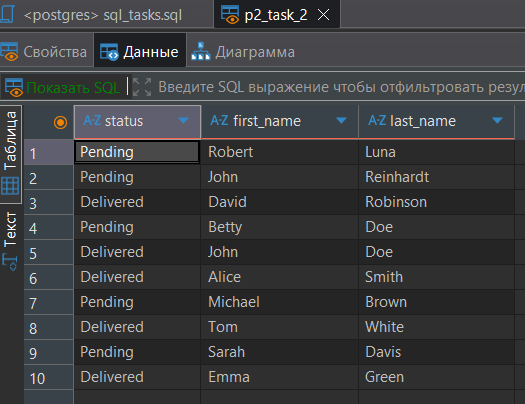 <postgres> sql_tasks.sql p2_task_2
Свойства Данные Диаграмма
Показать SQL Введите SQL выражение чтобы отфильтровать резул
Таблица
Текст
A-Z status A-Z first_name A-Z last_name
1 Pending Robert Luna
2 Pending John Reinhardt
3 Delivered David Robinson
4 Pending Betty Doe
5 Delivered John Doe
6 Delivered Alice Smith
7 Pending Michael Brown
8 Delivered Tom White
9 Pending Sarah Davis
10 Delivered Emma Green